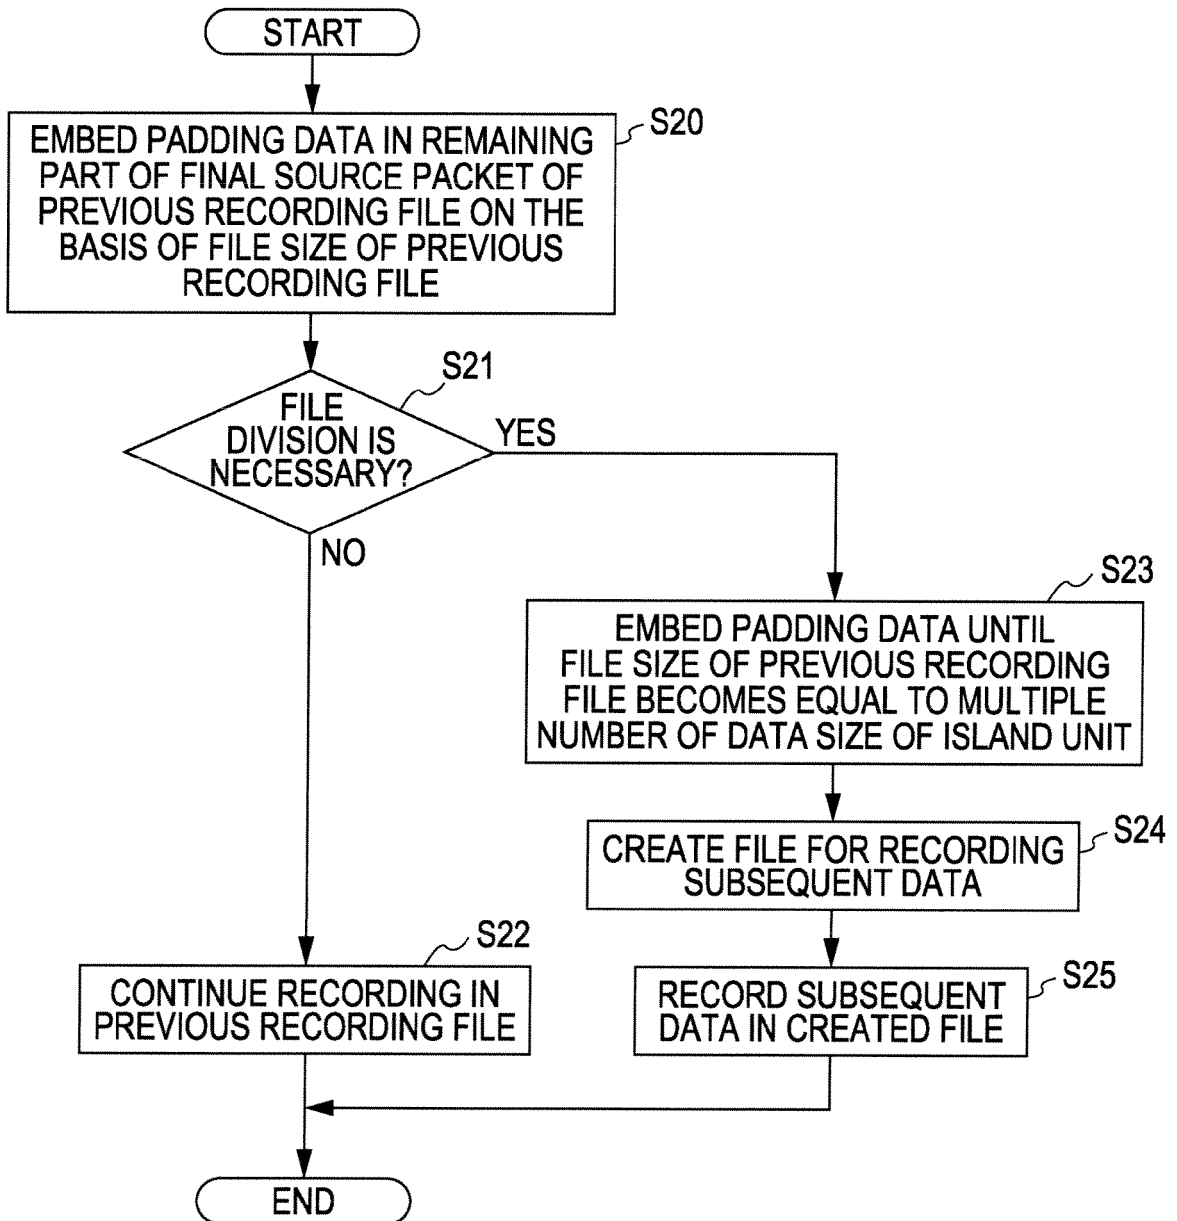 START
S20
EMBED PADDING DATA IN REMAINING
PART OF FINAL SOURCE PACKET OF
PREVIOUS RECORDING FILE ON THE
BASIS OF FILE SIZE OF PREVIOUS
RECORDING FILE
S21
FILE
DIVISION IS
NECESSARY?
YES
NO
S23
EMBED PADDING DATA UNTIL
FILE SIZE OF PREVIOUS RECORDING
FILE BECOMES EQUAL TO MULTIPLE
NUMBER OF DATA SIZE OF ISLAND UNIT
S24
CREATE FILE FOR RECORDING
SUBSEQUENT DATA
S22
CONTINUE RECORDING IN
PREVIOUS RECORDING FILE
S25
RECORD SUBSEQUENT
DATA IN CREATED FILE
END